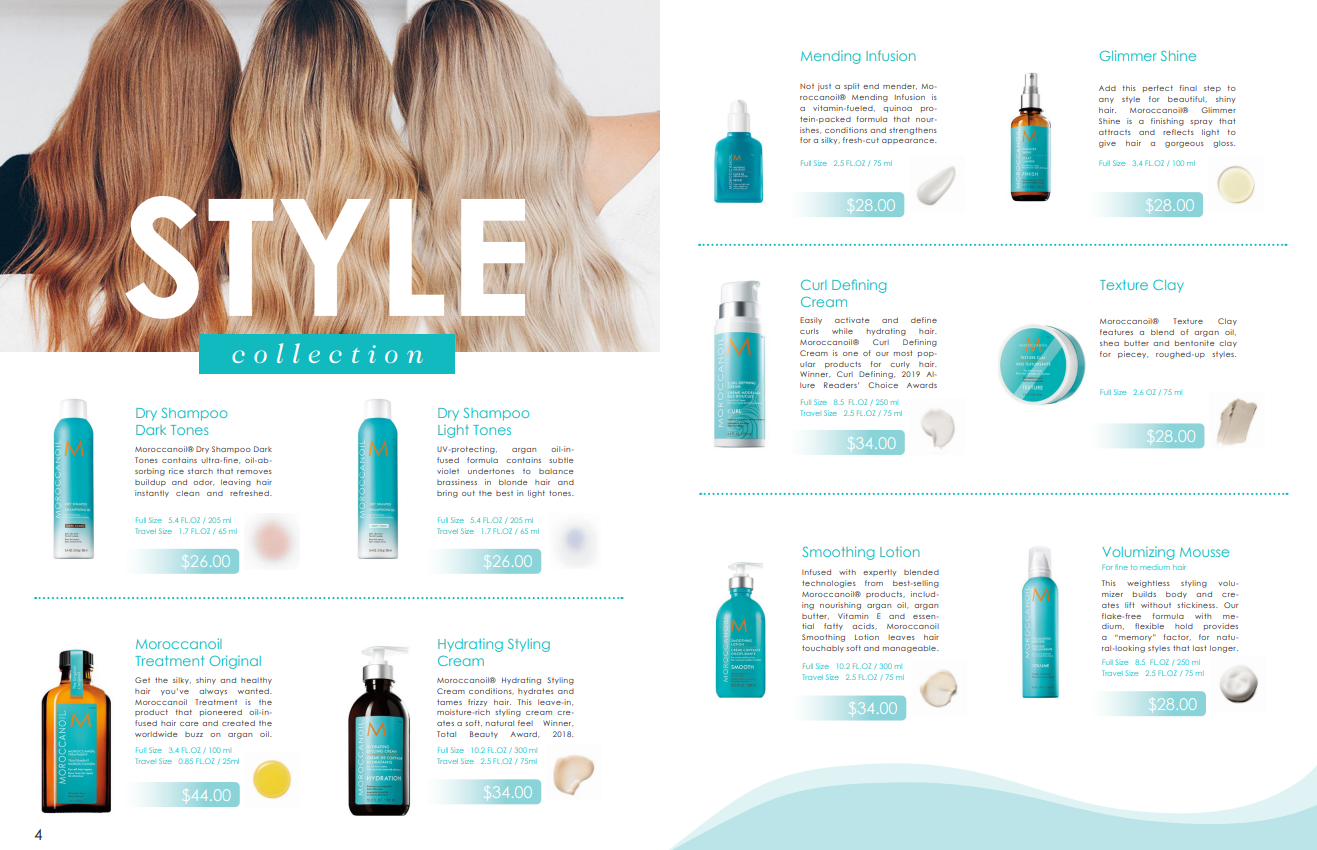 STYLE
collection
Dry Shampoo
Dark Tones
Moroccanoil® Dry Shampoo Dark
Tones contains ultra-fine, oil-ab-
sorbing rice starch that removes
buildup and odor, leaving hair
instantly clean and refreshed.
Full Size 5.4 FL.OZ / 205 ml
Travel Size 1.7 FL.OZ / 65 ml
$26.00
Dry Shampoo
Light Tones
UV-protecting, argan oil-in-
fused formula contains subtle
violet undertones to balance
brassiness in blonde hair and
bring out the best in light tones.
Full Size 5.4 FL.OZ / 205 ml
Travel Size 1.7 FL.OZ / 65 ml
$26.00
Moroccanoil
Treatment Original
Get the silky, shiny and healthy
hair you've always wanted.
Moroccanoil Treatment is the
product that pioneered oil-in-
fused hair care and created the
worldwide buzz on argan oil.
Full Size 3.4 FL.OZ / 100 ml
Travel Size 0.85 FL.OZ / 25ml
$44.00
Hydrating Styling
Cream
Moroccanoil® Hydrating Styling
Cream conditions, hydrates and
tames frizzy hair. This leave-in,
moisture-rich styling cream cre-
ates a soft, natural feel Winner,
Total Beauty Award, 2018.
Full Size 10.2 FL.OZ / 300 ml
Travel Size 2.5 FL.OZ / 75ml
$34.00
4
Mending Infusion
Not just a split end mender, Mo-
roccanoil® Mending Infusion is
a vitamin-fueled, quinoa pro-
tein-packed formula that nour-
ishes, conditions and strengthens
for a silky, fresh-cut appearance.
Full Size 2.5 FL.OZ / 75 ml
$28.00
Glimmer Shine
Add this perfect final step to
any style for beautiful, shiny
hair. Moroccanoil® Glimmer
Shine is a finishing spray that
attracts and reflects light to
give hair a gorgeous gloss.
Full Size 3.4 FL.OZ / 100 ml
$28.00
Curl Defining
Cream
Easily activate and define
curls while hydrating hair.
Moroccanoil® Curl Defining
Cream is one of our most pop-
ular products for curly hair.
Winner, Curl Defining, 2019 Al-
lure Readers' Choice Awards
Full Size 8.5 FL.OZ / 250 ml
Travel Size 2.5 FL.OZ / 75 ml
$34.00
Texture Clay
Moroccanoil® Texture Clay
features a blend of argan oil,
shea butter and bentonite clay
for piecey, roughed-up styles.
Full Size 2.6 OZ / 75 ml
$28.00
Smoothing Lotion
Infused with expertly blended
technologies from best-selling
Moroccanoil® products, includ-
ing nourishing argan oil, argan
butter, Vitamin E and essen-
tial fatty acids, Moroccanoil
Smoothing Lotion leaves hair
touchably soft and manageable.
Full Size 10.2 FL.OZ / 300 ml
Travel Size 2.5 FL.OZ / 75 ml
$34.00
Volumizing Mousse
For fine to medium hair
This weightless styling volu-
mizer builds body and cre-
ates lift without stickiness. Our
flake-free formula with me-
dium, flexible hold provides
a “memory” factor, for natu-
ral-looking styles that last longer.
Full Size 8.5 FL.OZ / 250 ml
Travel Size 2.5 FL.OZ / 75 ml
$28.00